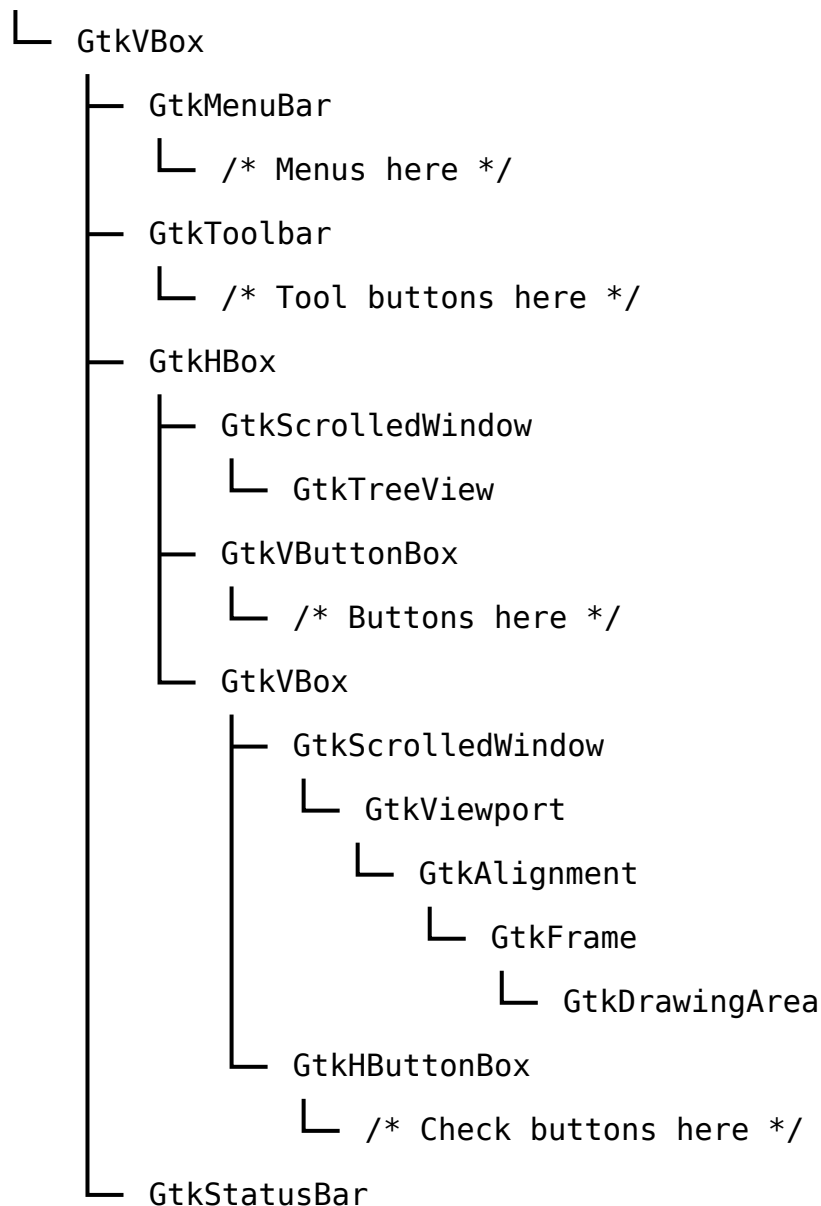 GtkVBox
GtkMenuBar
/* Menus here */
GtkToolbar
/* Tool buttons here */
GtkHBox
GtkScrolledWindow
GtkTreeView
GtkVButtonBox
/* Buttons here */
GtkVBox
GtkScrolledWindow
GtkViewport
GtkAlignment
GtkFrame
GtkDrawingArea
GtkHButtonBox
/* Check buttons here */
GtkStatusBar